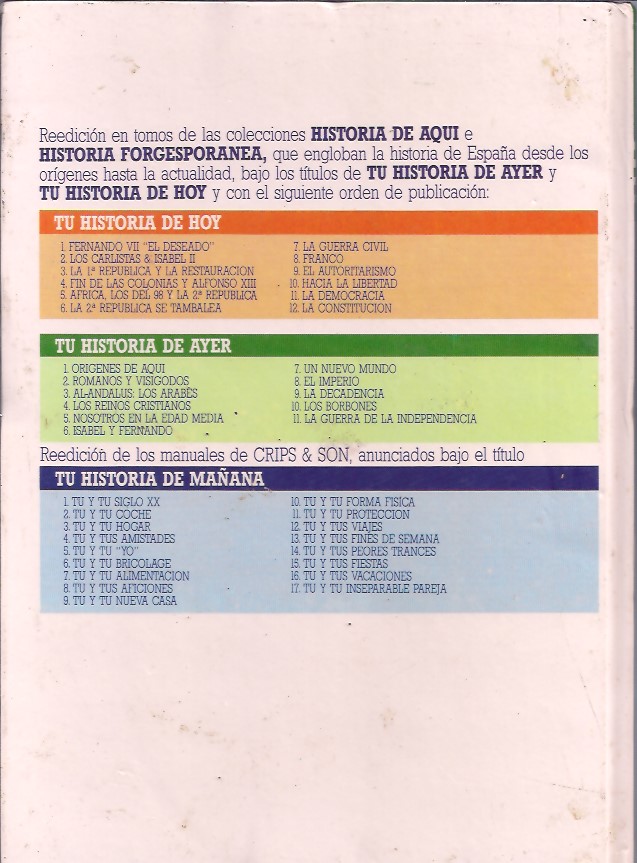 Reedición en tomos de las colecciones HISTORIA DE AQUI e
HISTORIA FORGESPORANEA, que engloban la historia de España desde los
orígenes hasta la actualidad, bajo los títulos de TU HISTORIA DE AYER y
TU HISTORIA DE HOY y con el siguiente orden de publicación:
TU HISTORIA DE HOY
1. FERNANDO VII "EL DESEADO"
2. LOS CARLISTAS & ISABEL II
3. LA 1ª REPUBLICA Y LA RESTAURACION
4. FIN DE LAS COLONIAS Y ALFONSO XIII
5. AFRICA, LOS DEL 98 Y LA 2ª REPUBLICA
6. LA 2ª REPUBLICA SE TAMBALEA
7. LA GUERRA CIVIL
8. FRANCO
9. EL AUTORITARISMO
10. HACIA LA LIBERTAD
11. LA DEMOCRACIA
12. LA CONSTITUCION
TU HISTORIA DE AYER
1. ORIGENES DE AQUI
2. ROMANOS Y VISIGODOS
3. AL-ANDALUS: LOS ARABES
4. LOS REINOS CRISTIANOS
5. NOSOTROS EN LA EDAD MEDIA
6. ISABEL Y FERNANDO
7. UN NUEVO MUNDO
8. EL IMPERIO
9. LA DECADENCIA
10. LOS BORBONES
11. LA GUERRA DE LA INDEPENDENCIA
Reedición de los manuales de CRIPS & SON, anunciados bajo el título
TU HISTORIA DE MAÑANA
1. TU Y TU SIGLO XX
2. TU Y TU COCHE
3. TU Y TU HOGAR
4. TU Y TUS AMISTADES
5. TU Y TU "YO"
6. TU Y TU BRICOLAGE
7. TU Y TU ALIMENTACION
8. TU Y TUS AFICIONES
9. TU Y TU NUEVA CASA
10. TU Y TU FORMA FISICA
11. TU Y TU PROTECCION
12. TU Y TUS VIAJES
13. TU Y TUS FINES DE SEMANA
14. TU Y TUS PEORES TRANCES
15. TU Y TUS FIESTAS
16. TU Y TUS VACACIONES
17. TU Y TU INSEPARABLE PAREJA